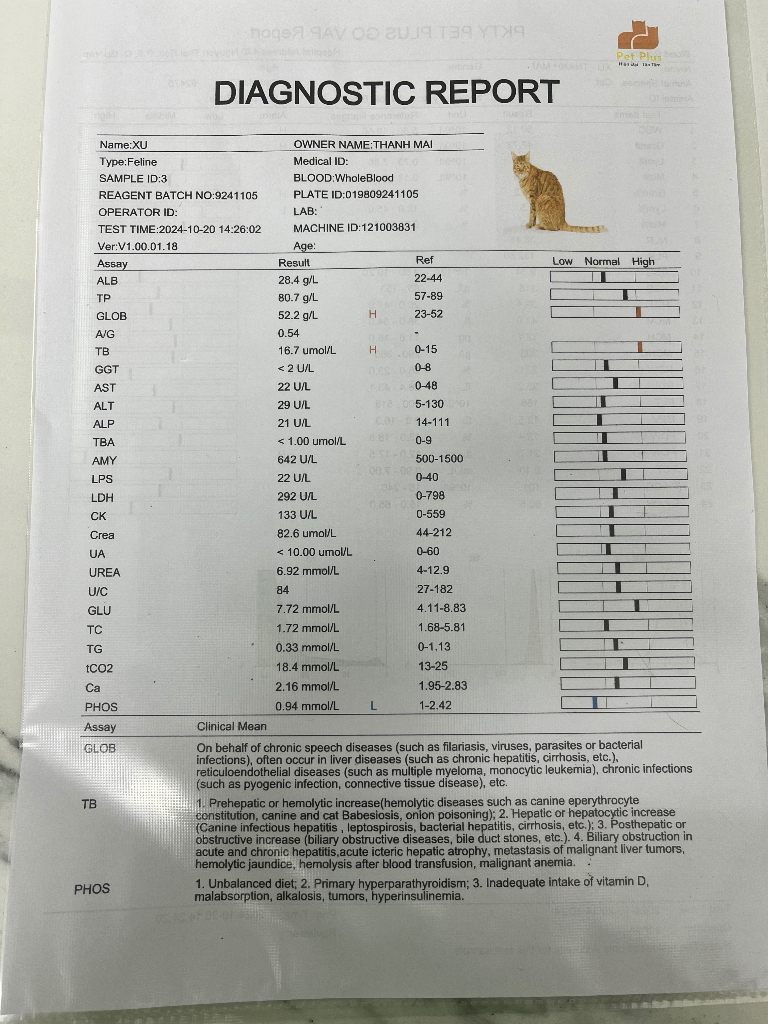 Pet Plus
Hiện Đại - Tận Tâm
DIAGNOSTIC REPORT
Name:XU OWNER NAME:THANH MAI
Type:Feline Medical ID:
SAMPLE ID:3 BLOOD:WholeBlood
REAGENT BATCH NO:9241105 PLATE ID:019809241105
OPERATOR ID: LAB:
TEST TIME:2024-10-20 14:26:02 MACHINE ID:121003831
Ver:V1.00.01.18 Age:
Assay Result Ref Low Normal High
ALB 28.4 g/L 22-44
TP 80.7 g/L 57-89
GLOB 52.2 g/L H 23-52
A/G 0.54 -
TB 16.7 umol/L H 0-15
GGT < 2 U/L 0-8
AST 22 U/L 0-48
ALT 29 U/L 5-130
ALP 21 U/L 14-111
TBA < 1.00 umol/L 0-9
AMY 642 U/L 500-1500
LPS 22 U/L 0-40
LDH 292 U/L 0-798
CK 133 U/L 0-559
Crea 82.6 umol/L 44-212
UA < 10.00 umol/L 0-60
UREA 6.92 mmol/L 4-12.9
U/C 84 27-182
GLU 7.72 mmol/L 4.11-8.83
TC 1.72 mmol/L 1.68-5.81
TG 0.33 mmol/L 0-1.13
tCO2 18.4 mmol/L 13-25
Ca 2.16 mmol/L 1.95-2.83
PHOS 0.94 mmol/L L 1-2.42
Assay Clinical Mean
GLOB On behalf of chronic speech diseases (such as filariasis, viruses, parasites or bacterial
infections), often occur in liver diseases (such as chronic hepatitis, cirrhosis, etc.),
reticuloendothelial diseases (such as multiple myeloma, monocytic leukemia), chronic infections
(such as pyogenic infection, connective tissue disease), etc.
TB 1. Prehepatic or hemolytic increase(hemolytic diseases such as canine eperythrocyte
constitution, canine and cat Babesiosis, onion poisoning); 2. Hepatic or hepatocytic increase
(Canine infectious hepatitis , leptospirosis, bacterial hepatitis, cirrhosis, etc.); 3. Posthepatic or
obstructive increase (biliary obstructive diseases, bile duct stones, etc.). 4. Biliary obstruction in
acute and chronic hepatitis,acute icteric hepatic atrophy, metastasis of malignant liver tumors,
hemolytic jaundice, hemolysis after blood transfusion, malignant anemia.
PHOS 1. Unbalanced diet; 2. Primary hyperparathyroidism; 3. Inadequate intake of vitamin D,
malabsorption, alkalosis, tumors, hyperinsulinemia.